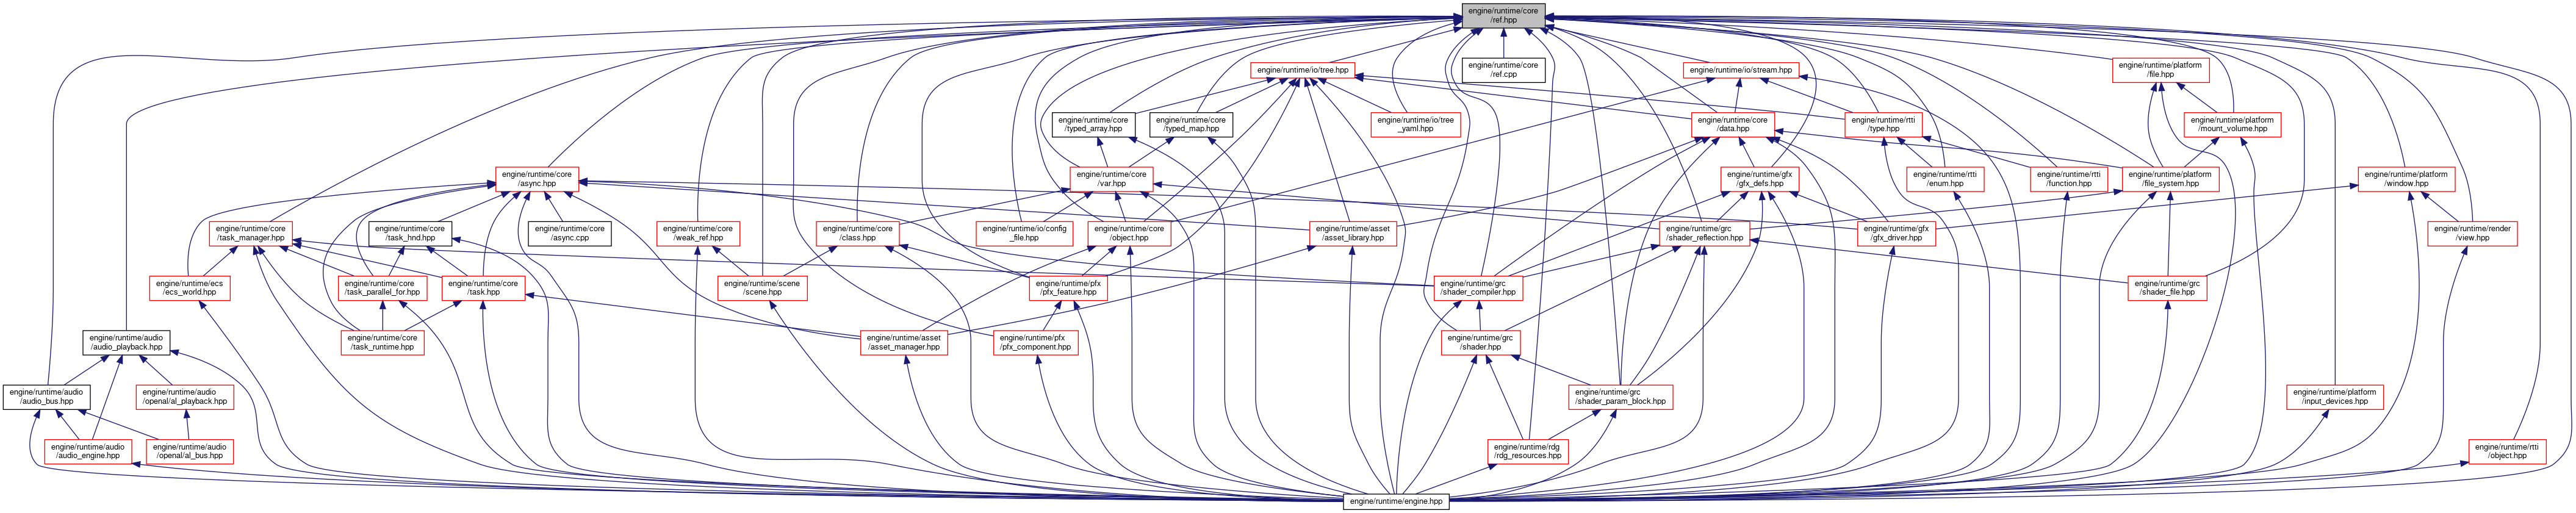 engine/runtime/core
/ref.hpp
engine/runtime/io/tree.hpp
engine/runtime/core
/ref.cpp
engine/runtime/io/stream.hpp
engine/runtime/platform
/file.hpp
engine/runtime/core
/typed_array.hpp
engine/runtime/core
/typed_map.hpp
engine/runtime/io/tree
_yaml.hpp
engine/runtime/core
/data.hpp
engine/runtime/rtti
/type.hpp
engine/runtime/platform
/mount_volume.hpp
engine/runtime/core
/async.hpp
engine/runtime/core
/var.hpp
engine/runtime/gfx
/gfx_defs.hpp
engine/runtime/rtti
/enum.hpp
engine/runtime/rtti
/function.hpp
engine/runtime/platform
/file_system.hpp
engine/runtime/platform
/window.hpp
engine/runtime/core
/task_manager.hpp
engine/runtime/core
/task_hnd.hpp
engine/runtime/core
/async.cpp
engine/runtime/core
/weak_ref.hpp
engine/runtime/core
/class.hpp
engine/runtime/io/config
_file.hpp
engine/runtime/core
/object.hpp
engine/runtime/asset
/asset_library.hpp
engine/runtime/grc
/shader_reflection.hpp
engine/runtime/gfx
/gfx_driver.hpp
engine/runtime/render
/view.hpp
engine/runtime/ecs
/ecs_world.hpp
engine/runtime/core
/task_parallel_for.hpp
engine/runtime/core
/task.hpp
engine/runtime/scene
/scene.hpp
engine/runtime/pfx
/pfx_feature.hpp
engine/runtime/grc
/shader_compiler.hpp
engine/runtime/grc
/shader_file.hpp
engine/runtime/audio
/audio_playback.hpp
engine/runtime/core
/task_runtime.hpp
engine/runtime/asset
/asset_manager.hpp
engine/runtime/pfx
/pfx_component.hpp
engine/runtime/grc
/shader.hpp
engine/runtime/audio
/audio_bus.hpp
engine/runtime/audio
/openal/al_playback.hpp
engine/runtime/grc
/shader_param_block.hpp
engine/runtime/platform
/input_devices.hpp
engine/runtime/audio
/audio_engine.hpp
engine/runtime/audio
/openal/al_bus.hpp
engine/runtime/rdg
/rdg_resources.hpp
engine/runtime/rtti
/object.hpp
engine/runtime/engine.hpp